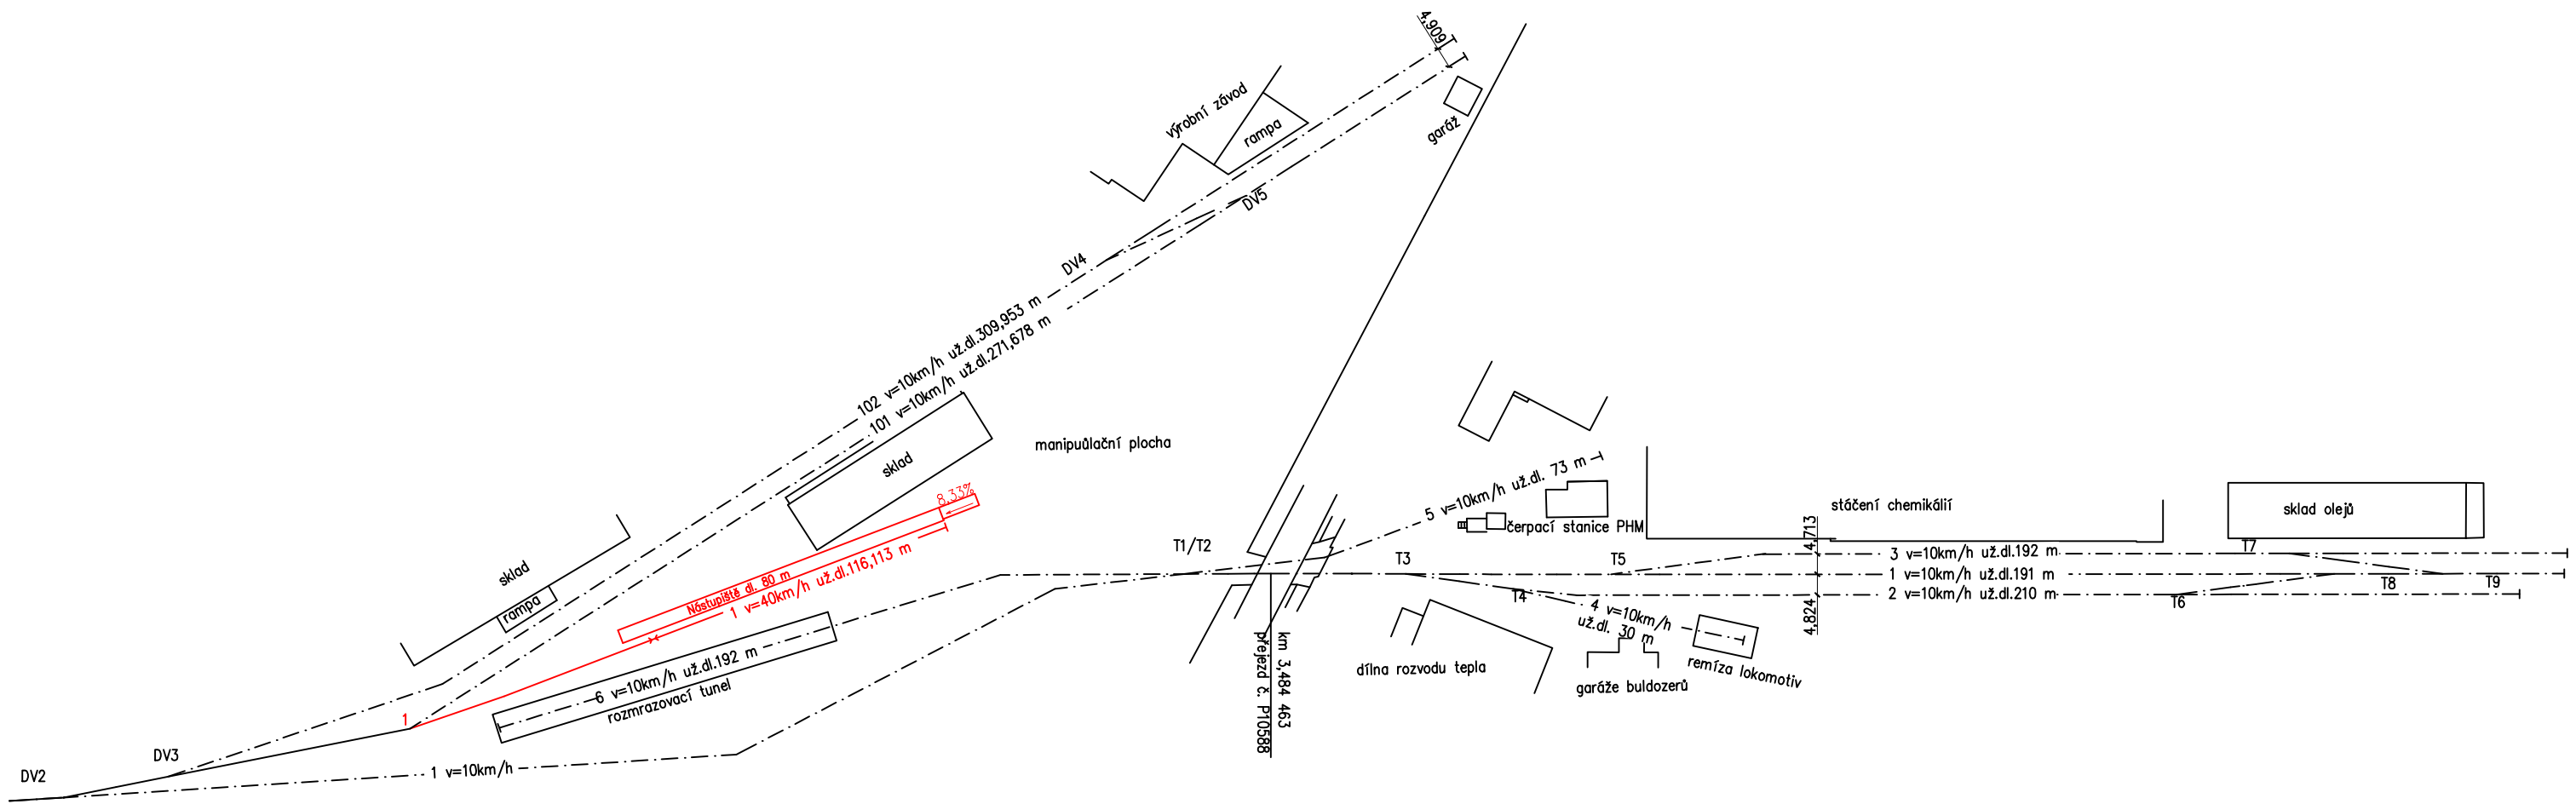 4,909
výrobní závod
rampa
garáž
DV5
DV4
102 v=10km/h už.dl.309,953 m
101 v=10km/h už.dl.271,678 m
manipuůlační plocha
sklad
8,33%
Nástupiště dl. 80 m
1 v=40km/h už.dl.116,113 m
sklad
rampa
6 v=10km/h už.dl.192 m
rozmrazovací tunel
1
DV3
DV2
1 v=10km/h
T1/T2
km 3,484 463
přejezd č. P10588
5 v=10km/h už.dl. 73 m
čerpací stanice PHM
T3
T4
T5
4 v=10km/h
už.dl. 30 m
remíza lokomotiv
dílna rozvodu tepla
garáže buldozerů
stáčení chemikálií
4,713
4,824
3 v=10km/h už.dl.192 m
1 v=10km/h už.dl.191 m
2 v=10km/h už.dl.210 m
sklad olejů
T7
T8
T9
T6